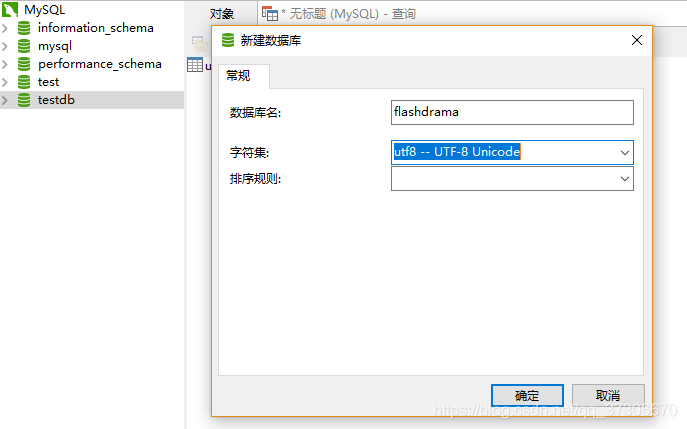 MySQL
information_schema
mysql
performance_schema
test
testdb
对象
* 无标题 (MySQL) - 查询
u
新建数据库
常规
数据库名:
flashdrama
字符集:
utf8 -- UTF-8 Unicode
排序规则:
确定
取消
https://blog.csdn.net/qq_37305670